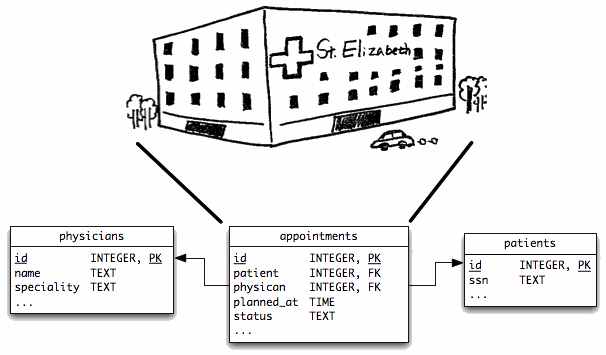 St. Elizabeth
physicians
id INTEGER, PK
name TEXT
speciality TEXT
...
appointments
id INTEGER, PK
patient INTEGER, FK
physican INTEGER, FK
planned_at TIME
status TEXT
...
patients
id INTEGER, PK
ssn TEXT
...